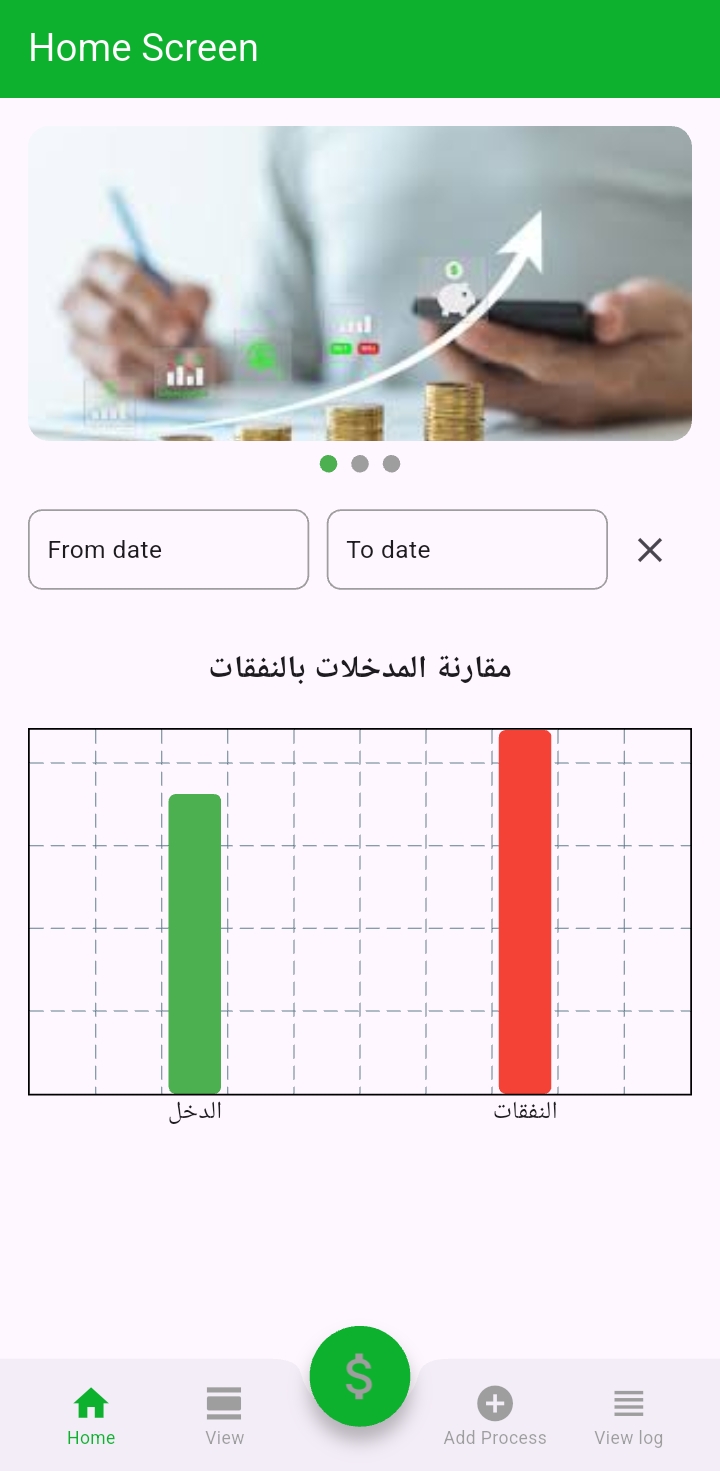 Home Screen
From date
To date
مقارنة المدخلات بالنفقات
الدخل
النفقات
$
Home
View
Add Process
View log